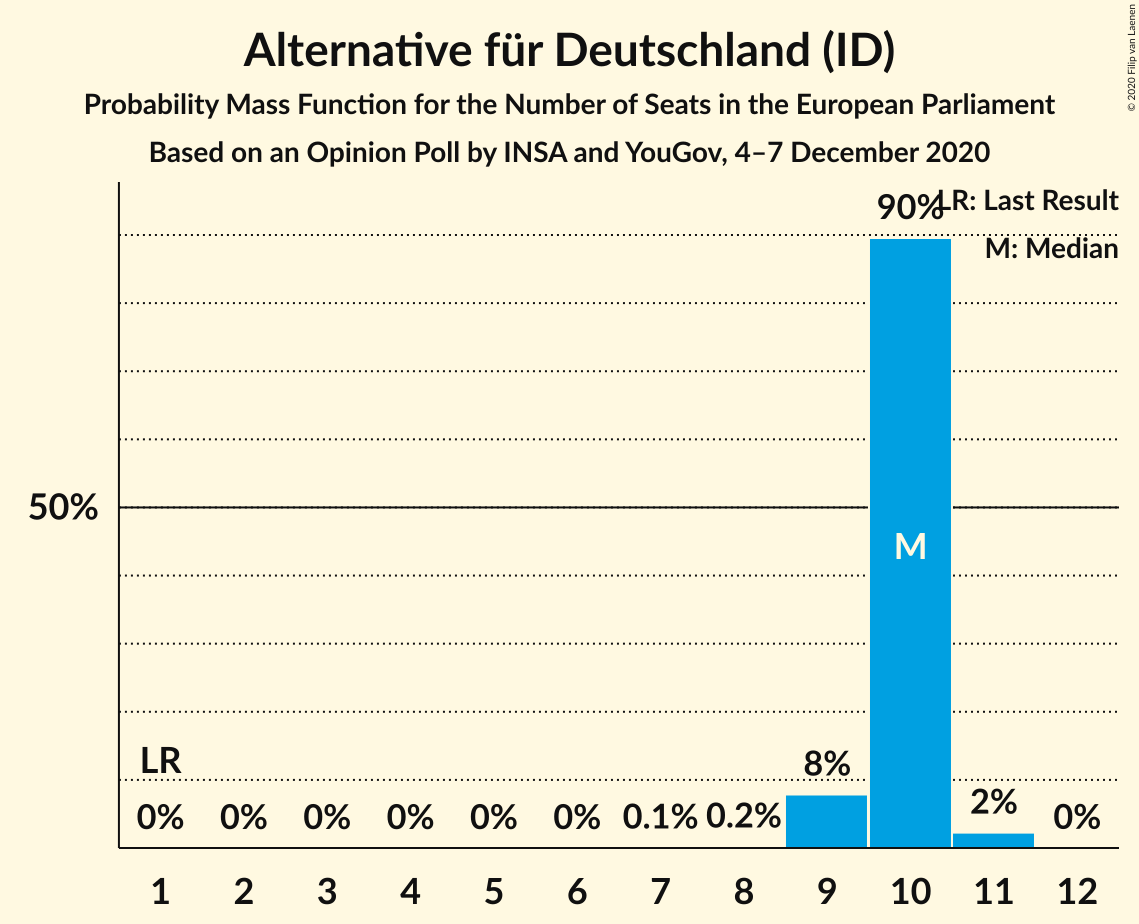 Alternative für Deutschland (ID)
Probability Mass Function for the Number of Seats in the European Parliament
Based on an Opinion Poll by INSA and YouGov, 4–7 December 2020
© 2020 Filip van Laenen
LR: Last Result
M: Median
90%
50%
M
LR
8%
2%
0% 0% 0% 0% 0% 0% 0.1% 0.2% 0%
1 2 3 4 5 6 7 8 9 10 11 12